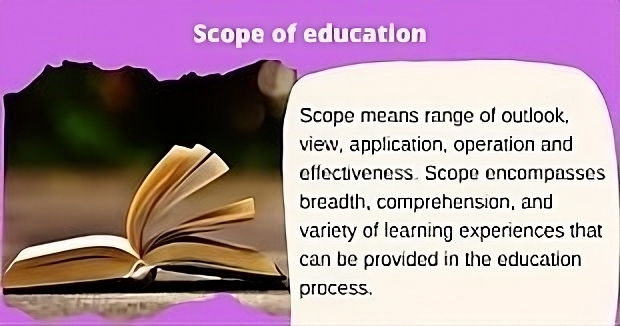 Scope of education
Scope means range of outlook,
view, application, operation and
effectiveness. Scope encompasses
breadth, comprehension, and
variety of learning experiences that
can be provided in the education
process.